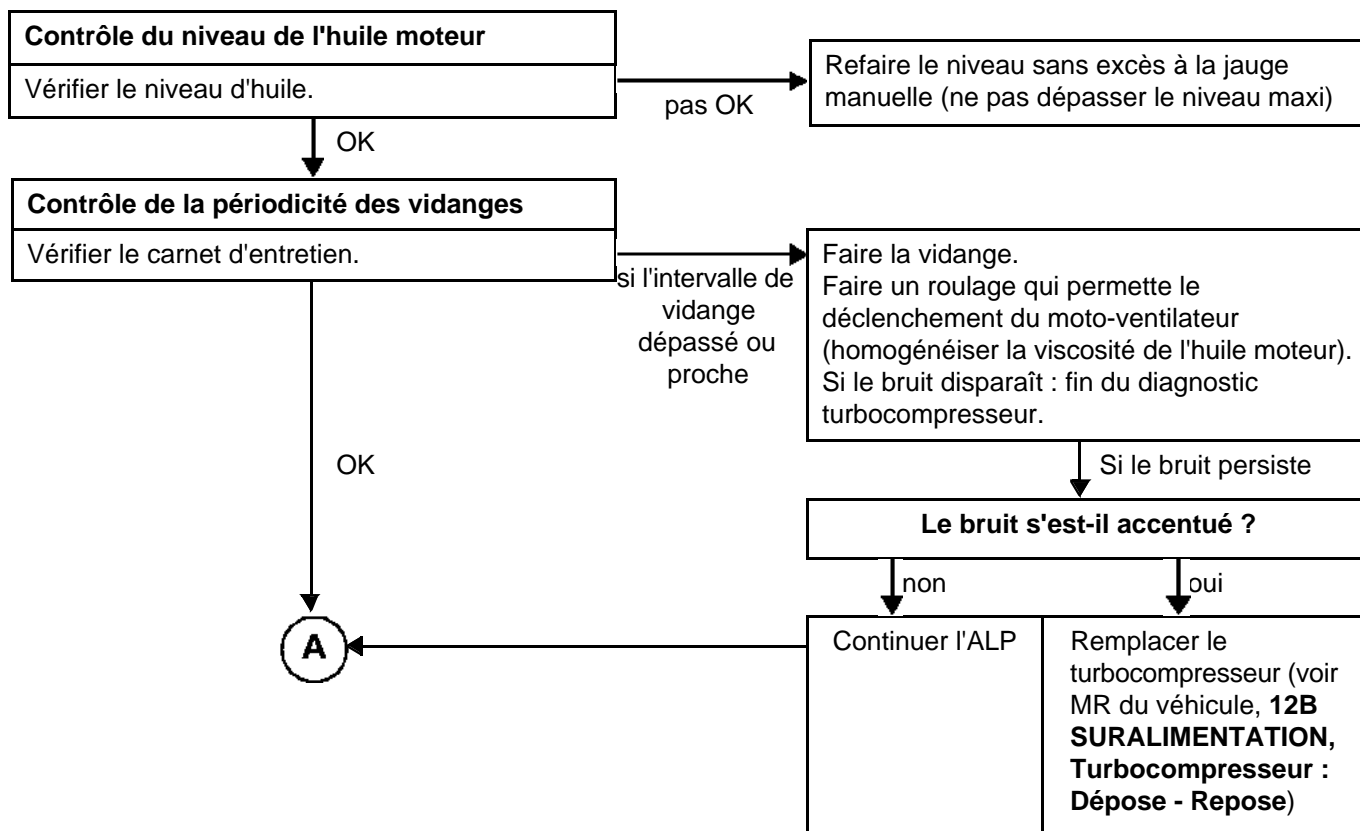 Contrôle du niveau de l'huile moteur
Vérifier le niveau d'huile.
pas OK
Refaire le niveau sans excès à la jauge
manuelle (ne pas dépasser le niveau maxi)
OK
Contrôle de la périodicité des vidanges
Vérifier le carnet d'entretien.
si l'intervalle de
vidange
dépassé ou
proche
Faire la vidange.
Faire un roulage qui permette le
déclenchement du moto-ventilateur
(homogénéiser la viscosité de l'huile moteur).
Si le bruit disparaît : fin du diagnostic
turbocompresseur.
OK
Si le bruit persiste
Le bruit s'est-il accentué ?
non
oui
A
Continuer l'ALP
Remplacer le
turbocompresseur (voir
MR du véhicule, 12B
SURALIMENTATION,
Turbocompresseur :
Dépose - Repose)